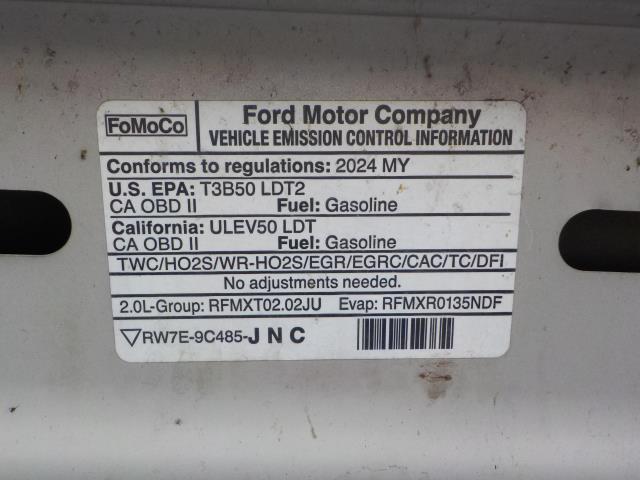 FoMoCo
Ford Motor Company
VEHICLE EMISSION CONTROL INFORMATION
Conforms to regulations: 2024 MY
U.S. EPA: T3B50 LDT2
CA OBD II Fuel: Gasoline
California: ULEV50 LDT
CA OBD II Fuel: Gasoline
TWC/HO2S/WR-HO2S/EGR/EGRC/CAC/TC/DFI
No adjustments needed.
2.0L-Group: RFMXT02.02JU Evap: RFMXR0135NDF
RW7E-9C485-JNC